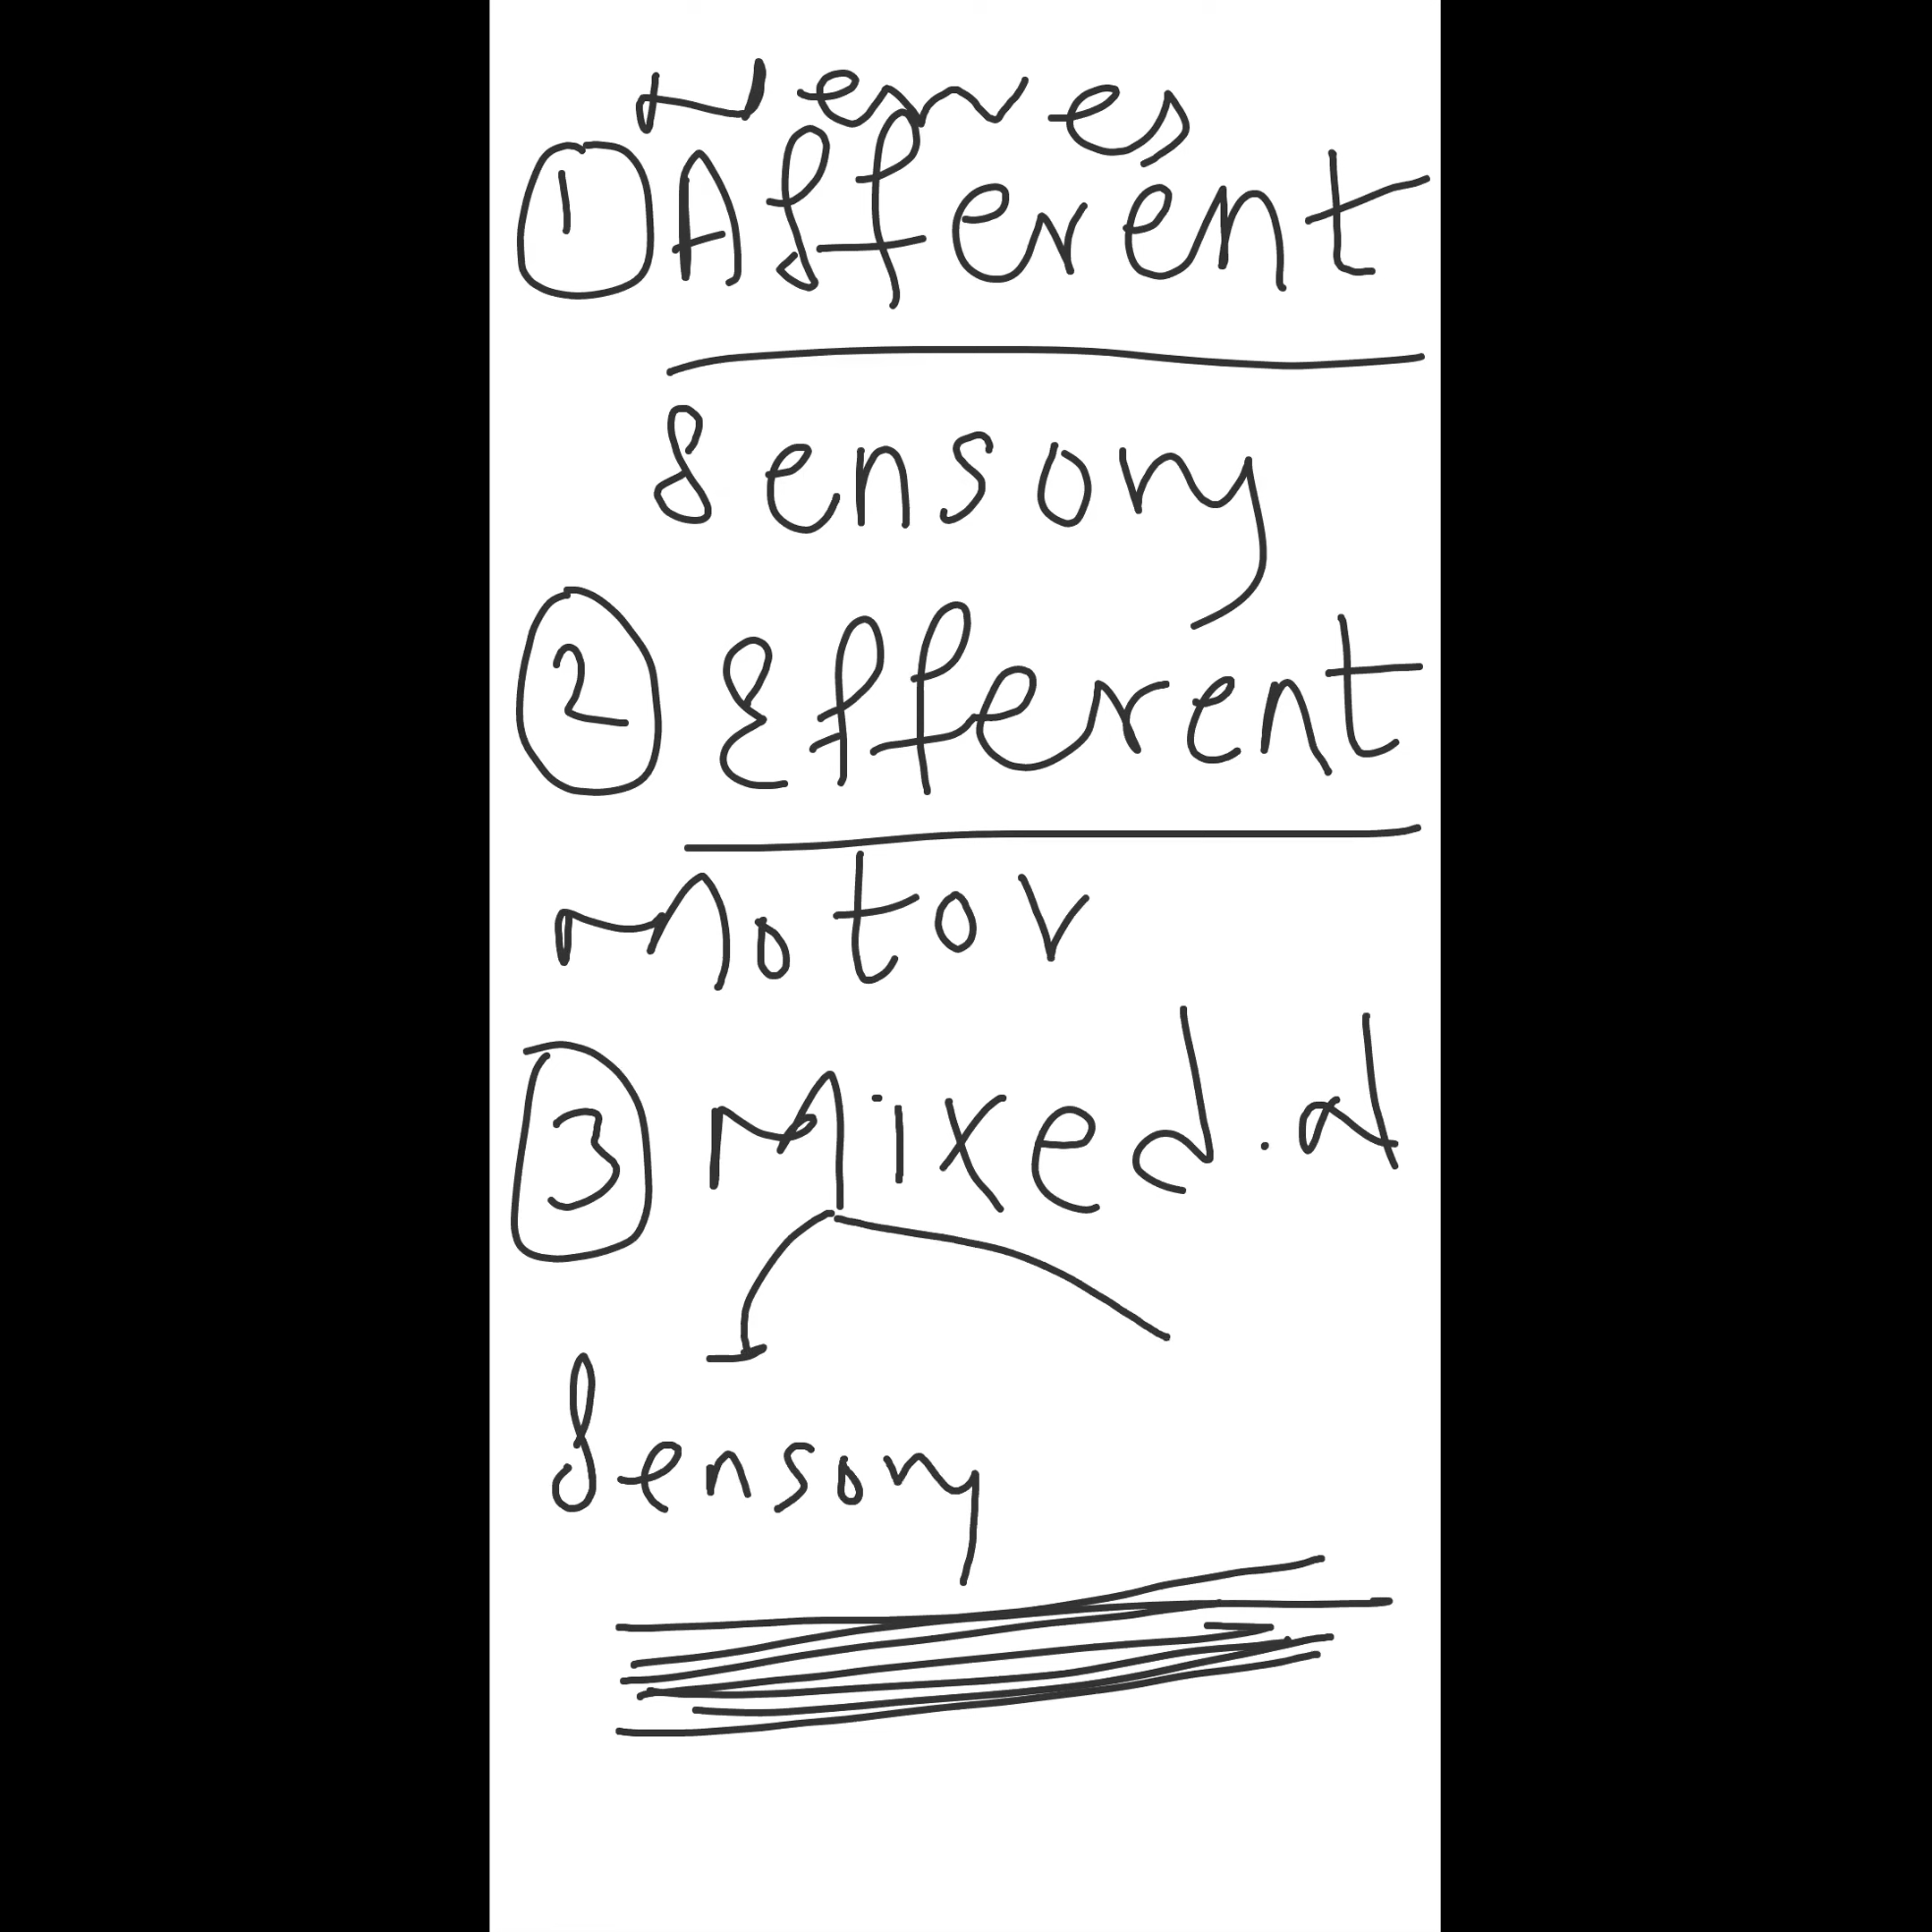 Nerves
1 Afferent
Sensory
2 Efferent
Motor
3 Mixed.
Sensory